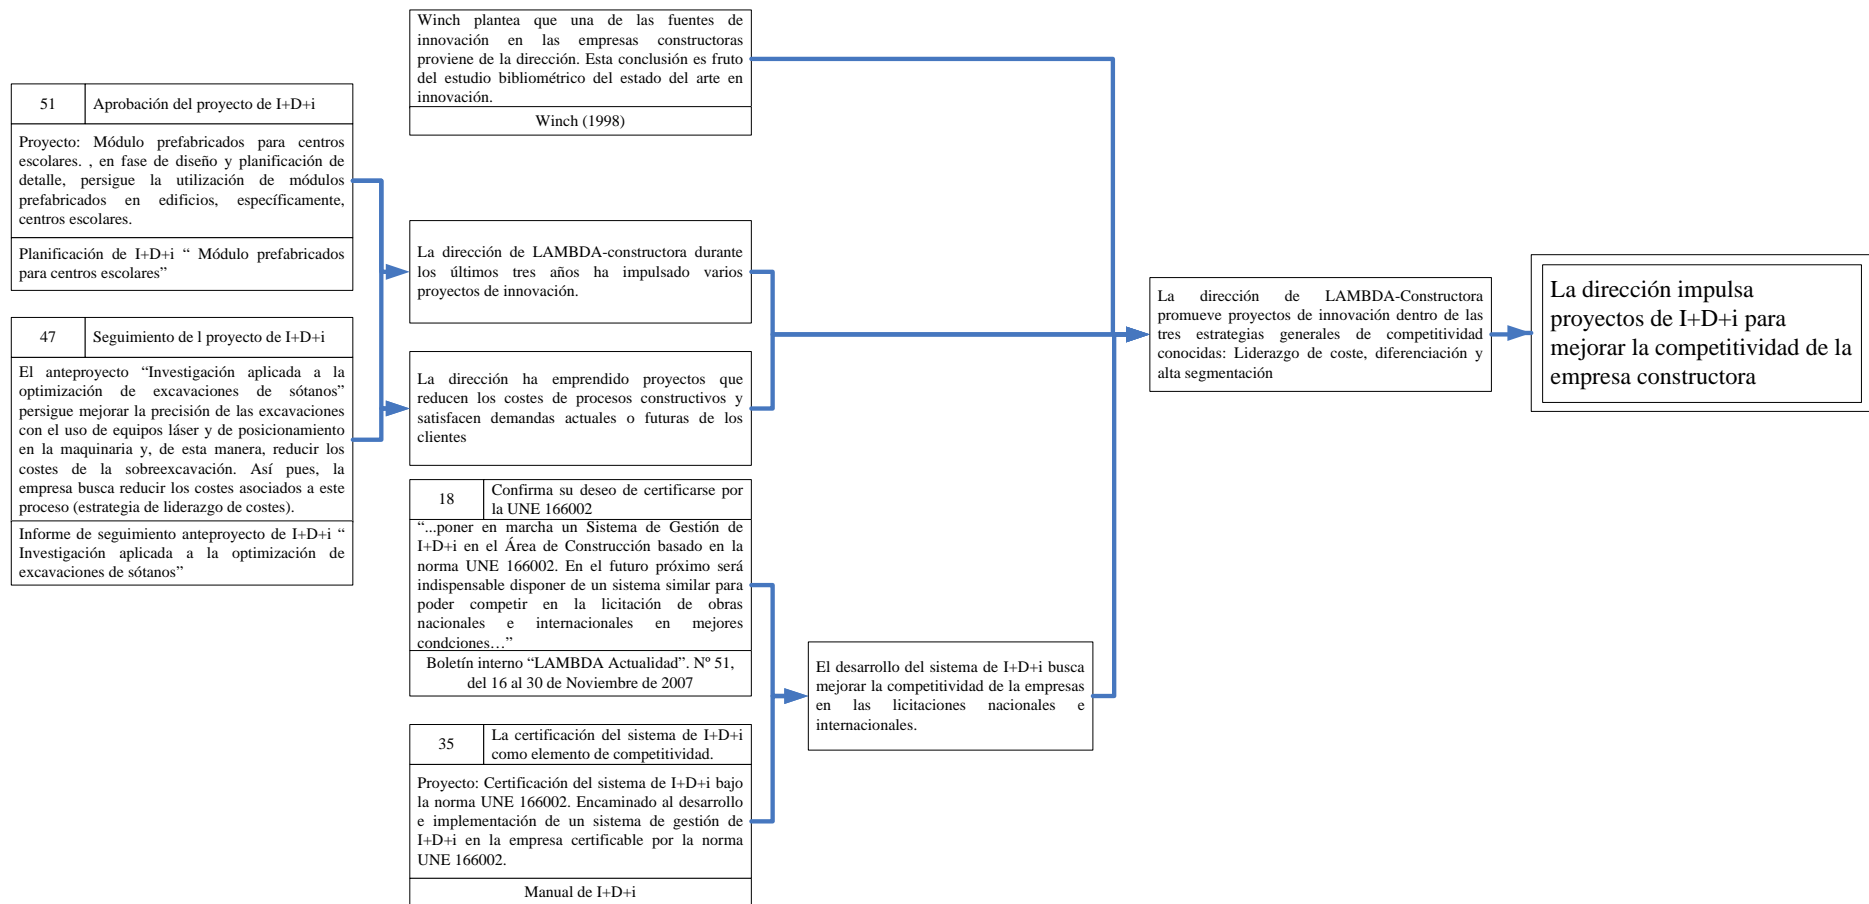 Winch plantea que una de las fuentes de
innovación en las empresas constructoras
proviene de la dirección. Esta conclusión es fruto
del estudio bibliométrico del estado del arte en
innovación.
Winch (1998)
51
Aprobación del proyecto de I+D+i
Proyecto: Módulo prefabricados para centros
escolares. , en fase de diseño y planificación de
detalle, persigue la utilización de módulos
prefabricados en edificios, específicamente,
centros escolares.
Planificación de I+D+i “ Módulo prefabricados
para centros escolares”
47
Seguimiento de l proyecto de I+D+i
El anteproyecto “Investigación aplicada a la
optimización de excavaciones de sótanos”
persigue mejorar la precisión de las excavaciones
con el uso de equipos láser y de posicionamiento
en la maquinaria y, de esta manera, reducir los
costes de la sobreexcavación. Así pues, la
empresa busca reducir los costes asociados a este
proceso (estrategia de liderazgo de costes).
Informe de seguimiento anteproyecto de I+D+i “
Investigación aplicada a la optimización de
excavaciones de sótanos”
La dirección de LAMBDA-constructora durante
los últimos tres años ha impulsado varios
proyectos de innovación.
La dirección ha emprendido proyectos que
reducen los costes de procesos constructivos y
satisfacen demandas actuales o futuras de los
clientes
18
Confirma su deseo de certificarse por
la UNE 166002
“...poner en marcha un Sistema de Gestión de
I+D+i en el Área de Construcción basado en la
norma UNE 166002. En el futuro próximo será
indispensable disponer de un sistema similar para
poder competir en la licitación de obras
nacionales e internacionales en mejores
condciones…”
Boletín interno “LAMBDA Actualidad”. Nº 51,
del 16 al 30 de Noviembre de 2007
35
La certificación del sistema de I+D+i
como elemento de competitividad.
Proyecto: Certificación del sistema de I+D+i bajo
la norma UNE 166002. Encaminado al desarrollo
e implementación de un sistema de gestión de
I+D+i en la empresa certificable por la norma
UNE 166002.
Manual de I+D+i
El desarrollo del sistema de I+D+i busca
mejorar la competitividad de la empresas
en las licitaciones nacionales e
internacionales.
La dirección de LAMBDA-Constructora
promueve proyectos de innovación dentro de las
tres estrategias generales de competitividad
conocidas: Liderazgo de coste, diferenciación y
alta segmentación
La dirección impulsa
proyectos de I+D+i para
mejorar la competitividad de la
empresa constructora